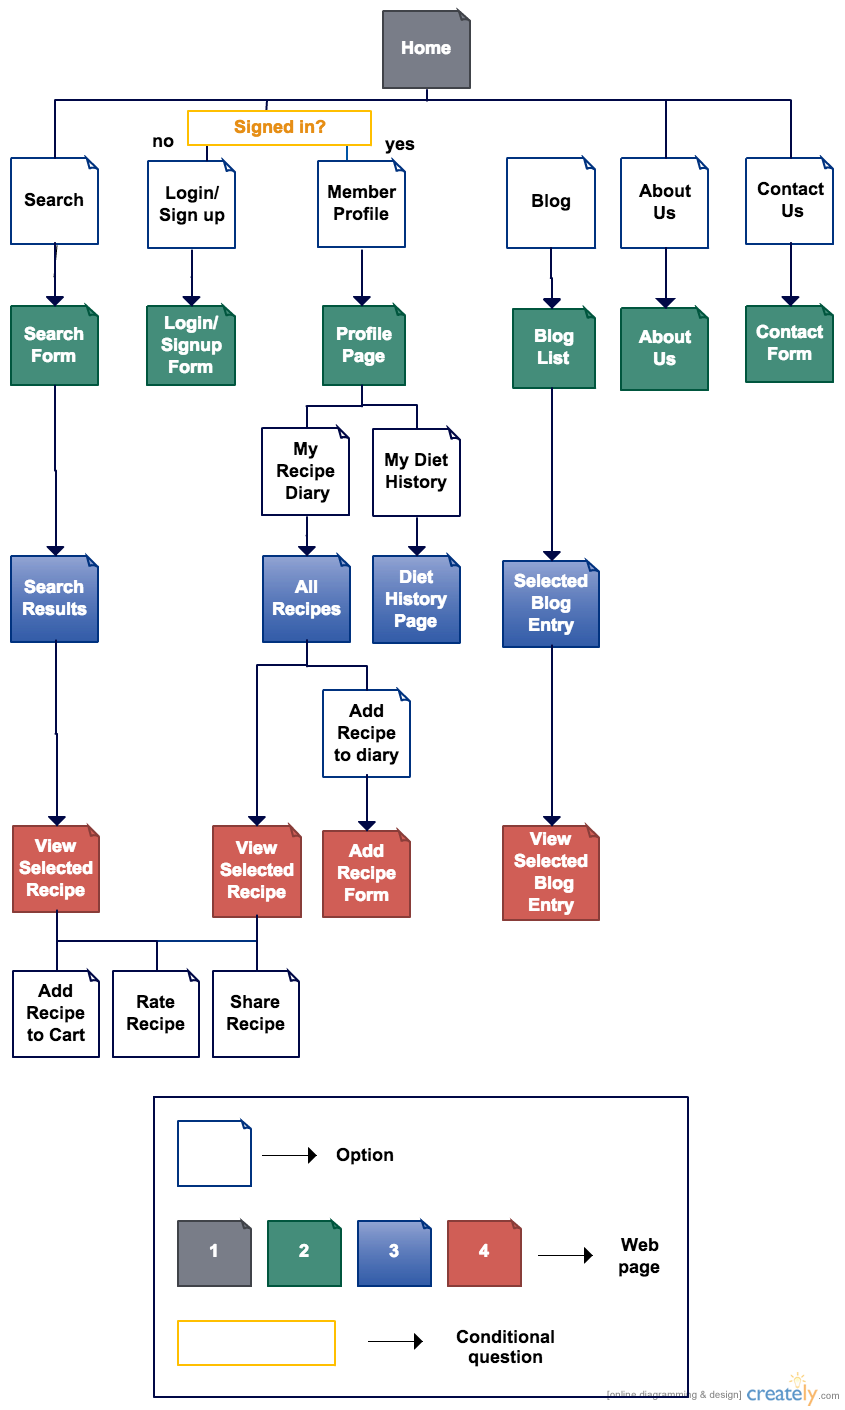 Home
Signed in?
no
yes
Search
Login/
Sign up
Member
Profile
Blog
About
Us
Contact
Us
Search
Form
Login/
Signup
Form
Profile
Page
Blog
List
About
Us
Contact
Form
My
Recipe
Diary
My Diet
History
Search
Results
All
Recipes
Diet
History
Page
Selected
Blog
Entry
Add
Recipe
to diary
View
Selected
Recipe
View
Selected
Recipe
Add
Recipe
Form
View
Selected
Blog
Entry
Add
Recipe
to Cart
Rate
Recipe
Share
Recipe
Option
1
2
3
4
Web
page
Conditional
question
[online diagramming & design]
creately.com